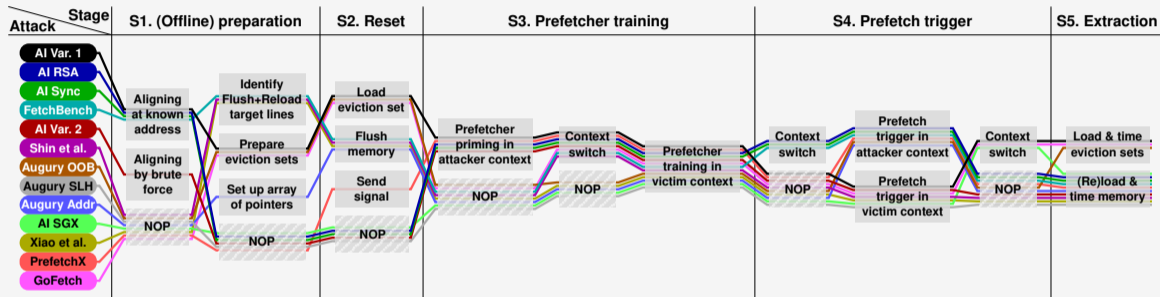 Stage
Attack
S1. (Offline) preparation
S2. Reset
S3. Prefetcher training
S4. Prefetch trigger
S5. Extraction
AI Var. 1
AI RSA
AI Sync
FetchBench
AI Var. 2
Shin et al.
Augury OOB
Augury SLH
Augury Addr
AI SGX
Xiao et al.
PrefetchX
GoFetch
Aligning
at known
address
Aligning
by brute
force
NOP
Identify
Flush+Reload
target lines
Prepare
eviction sets
Set up array
of pointers
NOP
Load
eviction set
Flush
memory
Send
signal
NOP
Prefetcher
priming in
attacker context
NOP
Context
switch
NOP
Prefetcher
training in
victim context
Context
switch
NOP
Prefetch
trigger in
attacker context
Prefetch
trigger in
victim context
Context
switch
NOP
Load & time
eviction sets
(Re)load &
time memory